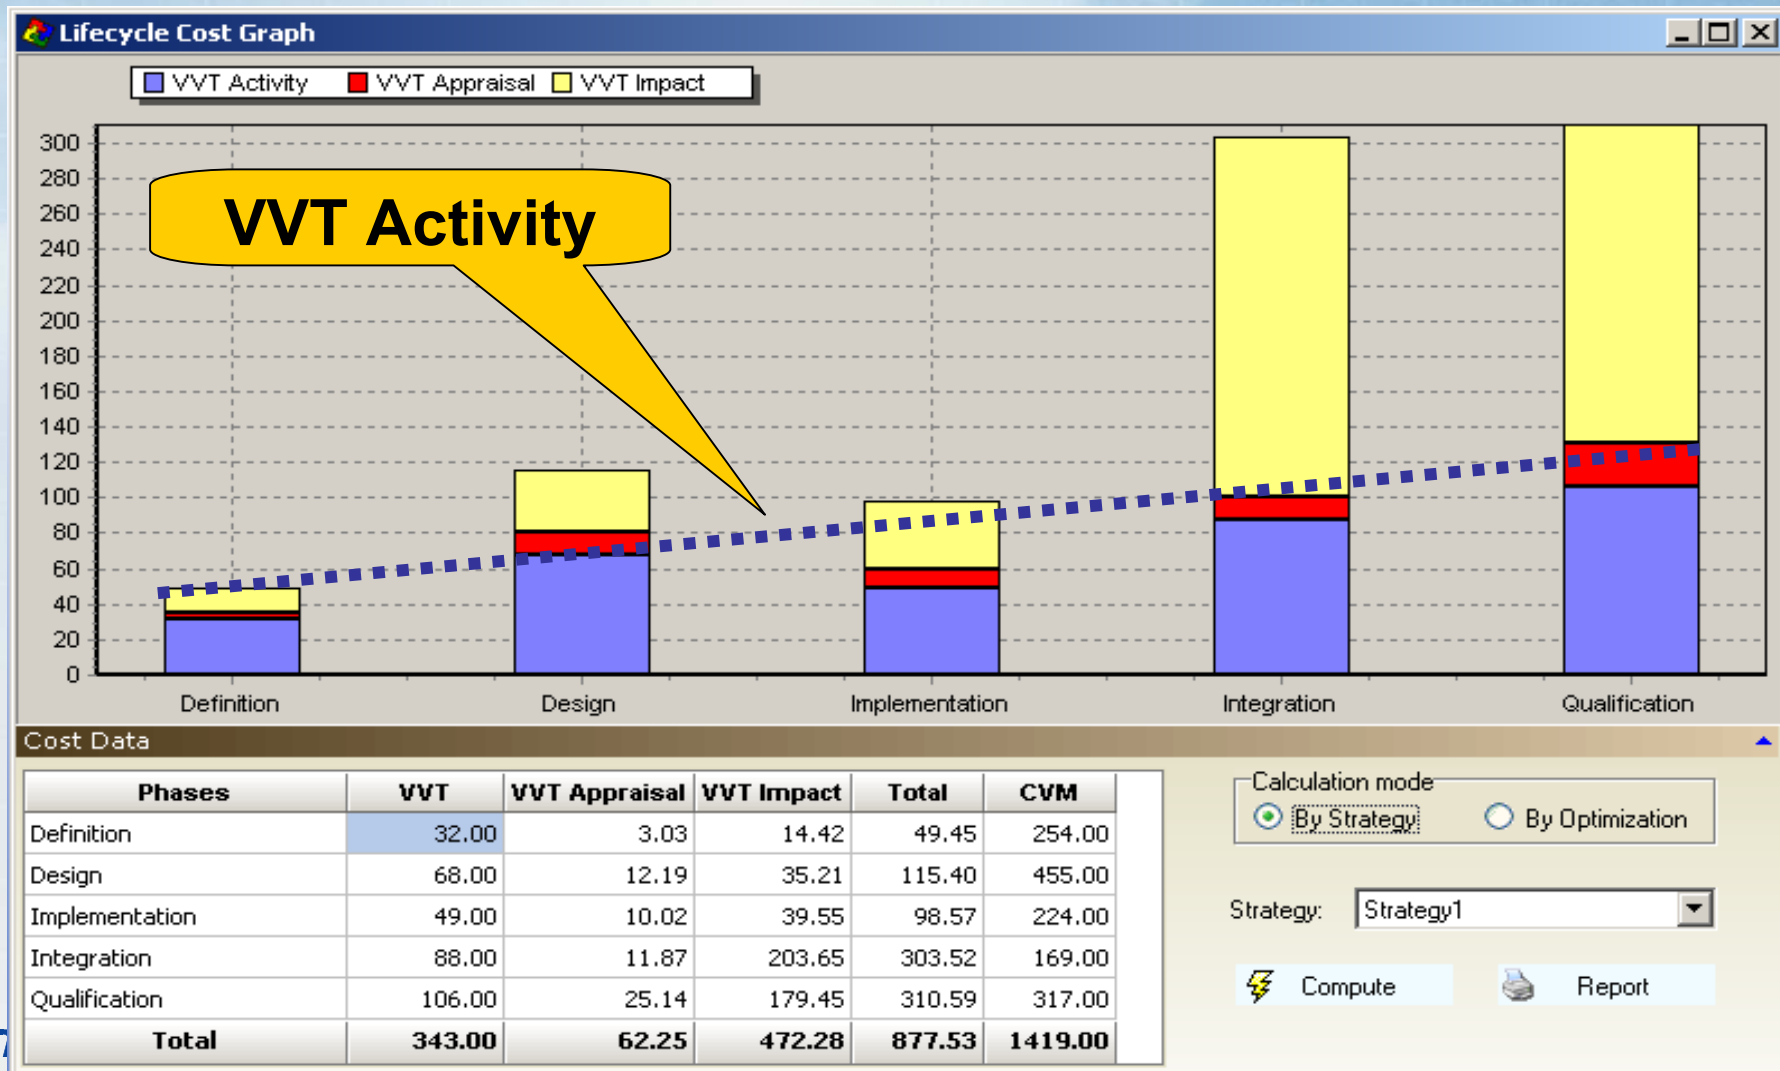 Lifecycle Cost Graph
VVT Activity VVT Appraisal VVT Impact
300
280
260
240
220
200
180
160
140
120
100
80
60
40
20
0
VVT Activity
Definition Design Implementation Integration Qualification
Cost Data
Phases VVT VVT Appraisal VVT Impact Total CVM
Definition 32.00 3.03 14.42 49.45 254.00
Design 68.00 12.19 35.21 115.40 455.00
Implementation 49.00 10.02 39.55 98.57 224.00
Integration 88.00 11.87 203.65 303.52 169.00
Qualification 106.00 25.14 179.45 310.59 317.00
Total 343.00 62.25 472.28 877.53 1419.00
Calculation mode
By Strategy By Optimization
Strategy: Strategy1
Compute Report